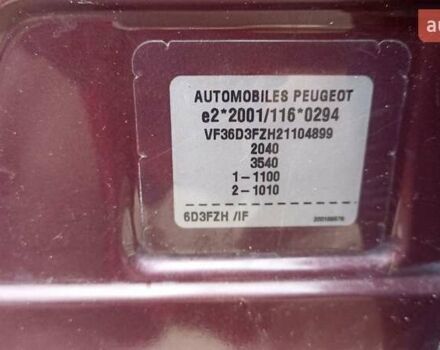 AUTOMOBILES PEUGEOT
e2*2001/116*0294
VF36D3FZH21104899
2040
3540
1-1100
2-1010
6D3FZH /IF